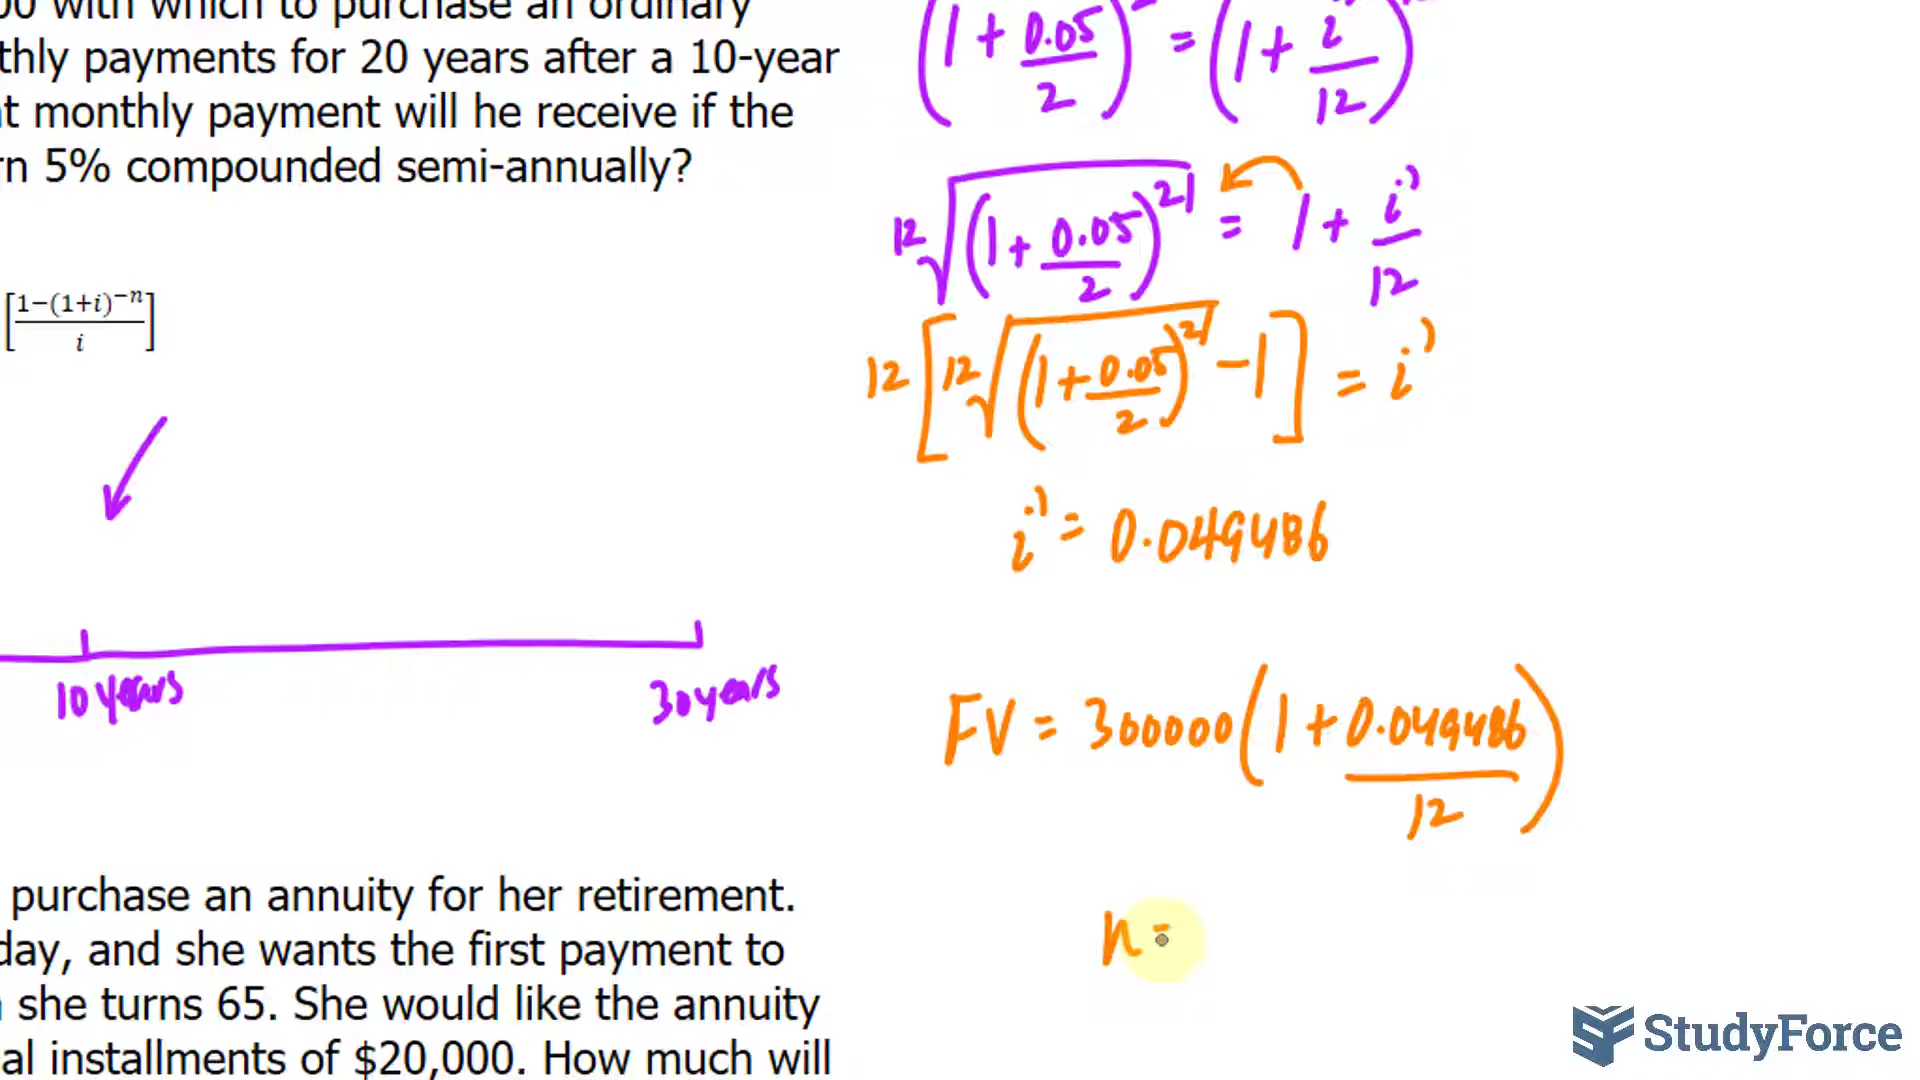 00 with which to purchase an ordinary
thly payments for 20 years after a 10-year
t monthly payment will he receive if the
rn 5% compounded semi-annually?
[1−(1+i)^−n / i]
10 years
30 years
purchase an annuity for her retirement.
day, and she wants the first payment to
she turns 65. She would like the annuity
al installments of $20,000. How much will
(1 + 0.05/2) = (1 + i'/12)
12√(1 + 0.05/2)^2 = 1 + i'/12
12[12√(1 + 0.05/2)^2 - 1] = i'
i' = 0.049486
FV = 300000(1 + 0.049486/12)
n =
StudyForce